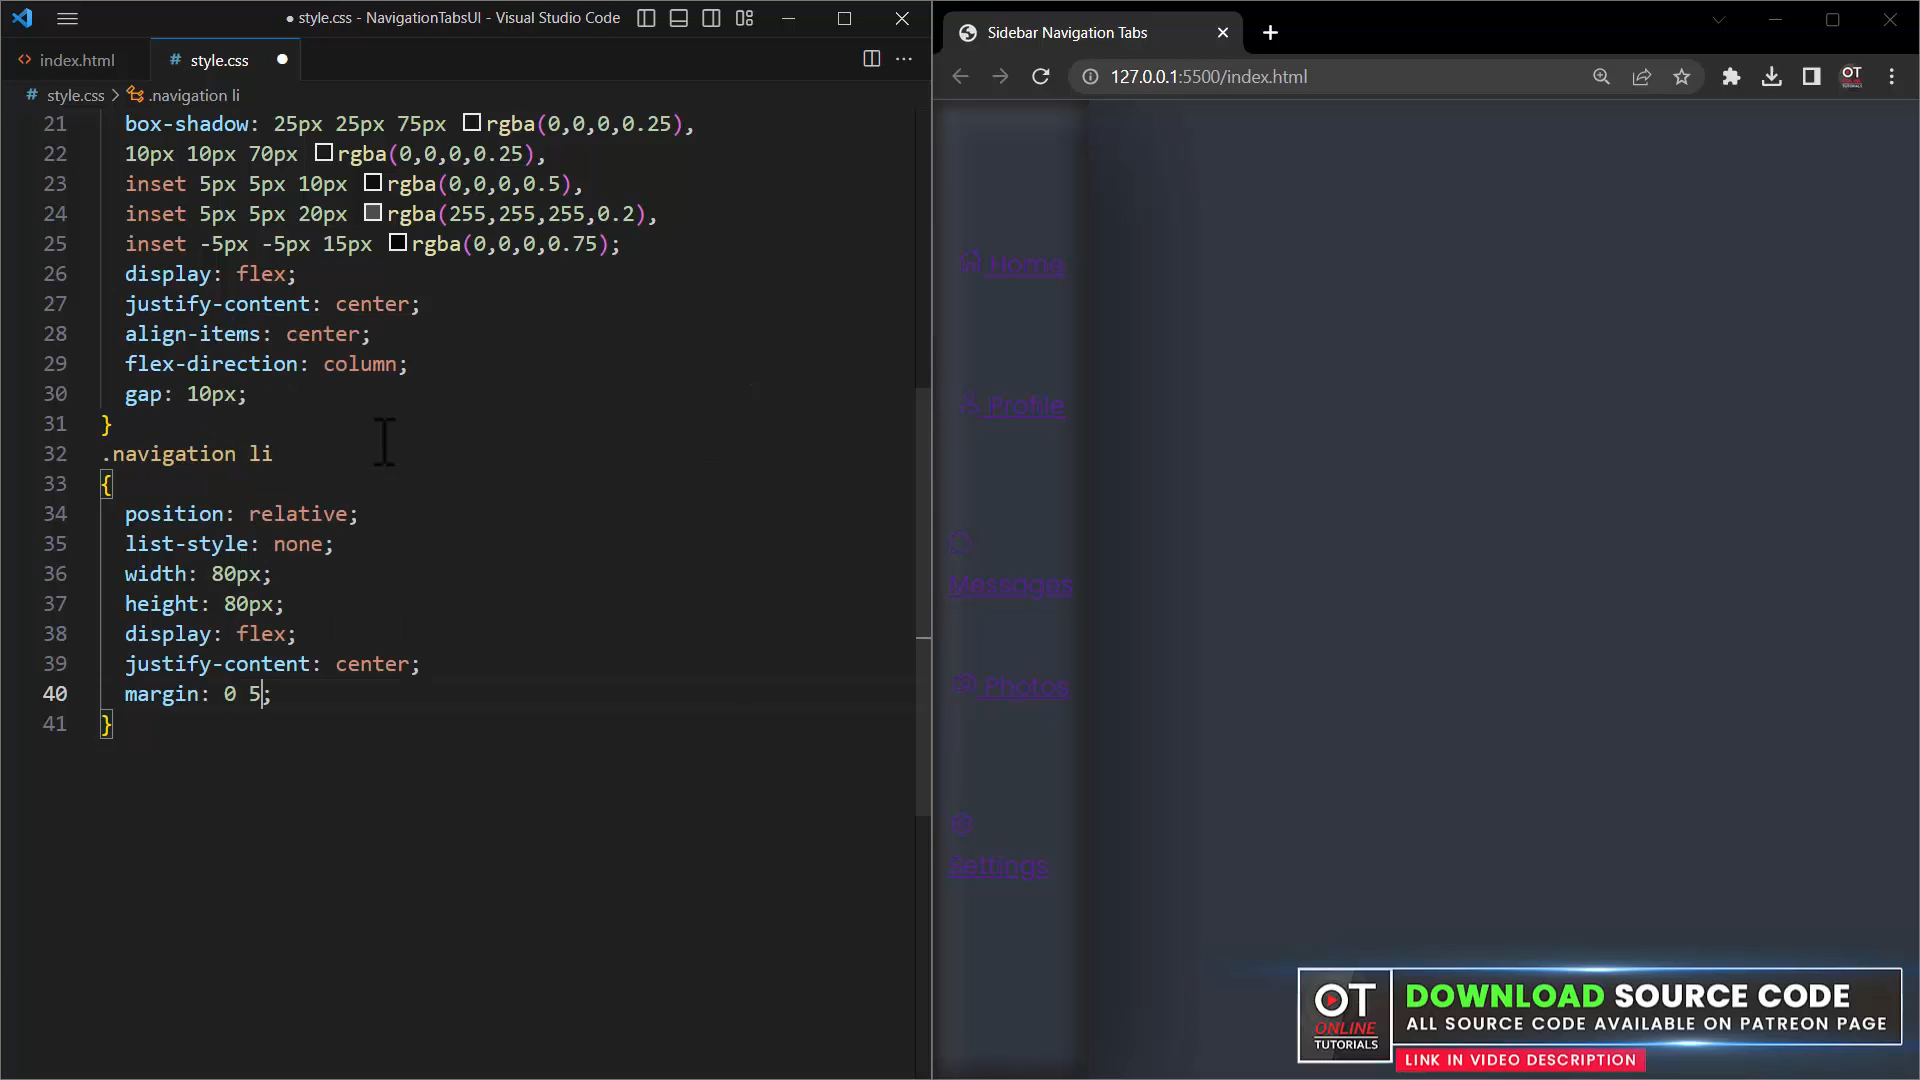 ● style.css - NavigationTabsUI - Visual Studio Code
index.html
# style.css ●
# style.css > .navigation li
21 box-shadow: 25px 25px 75px rgba(0,0,0,0.25),
22 10px 10px 70px rgba(0,0,0,0.25),
23 inset 5px 5px 10px rgba(0,0,0,0.5),
24 inset 5px 5px 20px rgba(255,255,255,0.2),
25 inset -5px -5px 15px rgba(0,0,0,0.75);
26 display: flex;
27 justify-content: center;
28 align-items: center;
29 flex-direction: column;
30 gap: 10px;
31 }
32 .navigation li
33 {
34 position: relative;
35 list-style: none;
36 width: 80px;
37 height: 80px;
38 display: flex;
39 justify-content: center;
40 margin: 0 5;
41 }
Sidebar Navigation Tabs
127.0.0.1:5500/index.html
Home
Profile
Messages
Photos
Settings
OT
ONLINE
TUTORIALS
DOWNLOAD SOURCE CODE
ALL SOURCE CODE AVAILABLE ON PATREON PAGE
LINK IN VIDEO DESCRIPTION